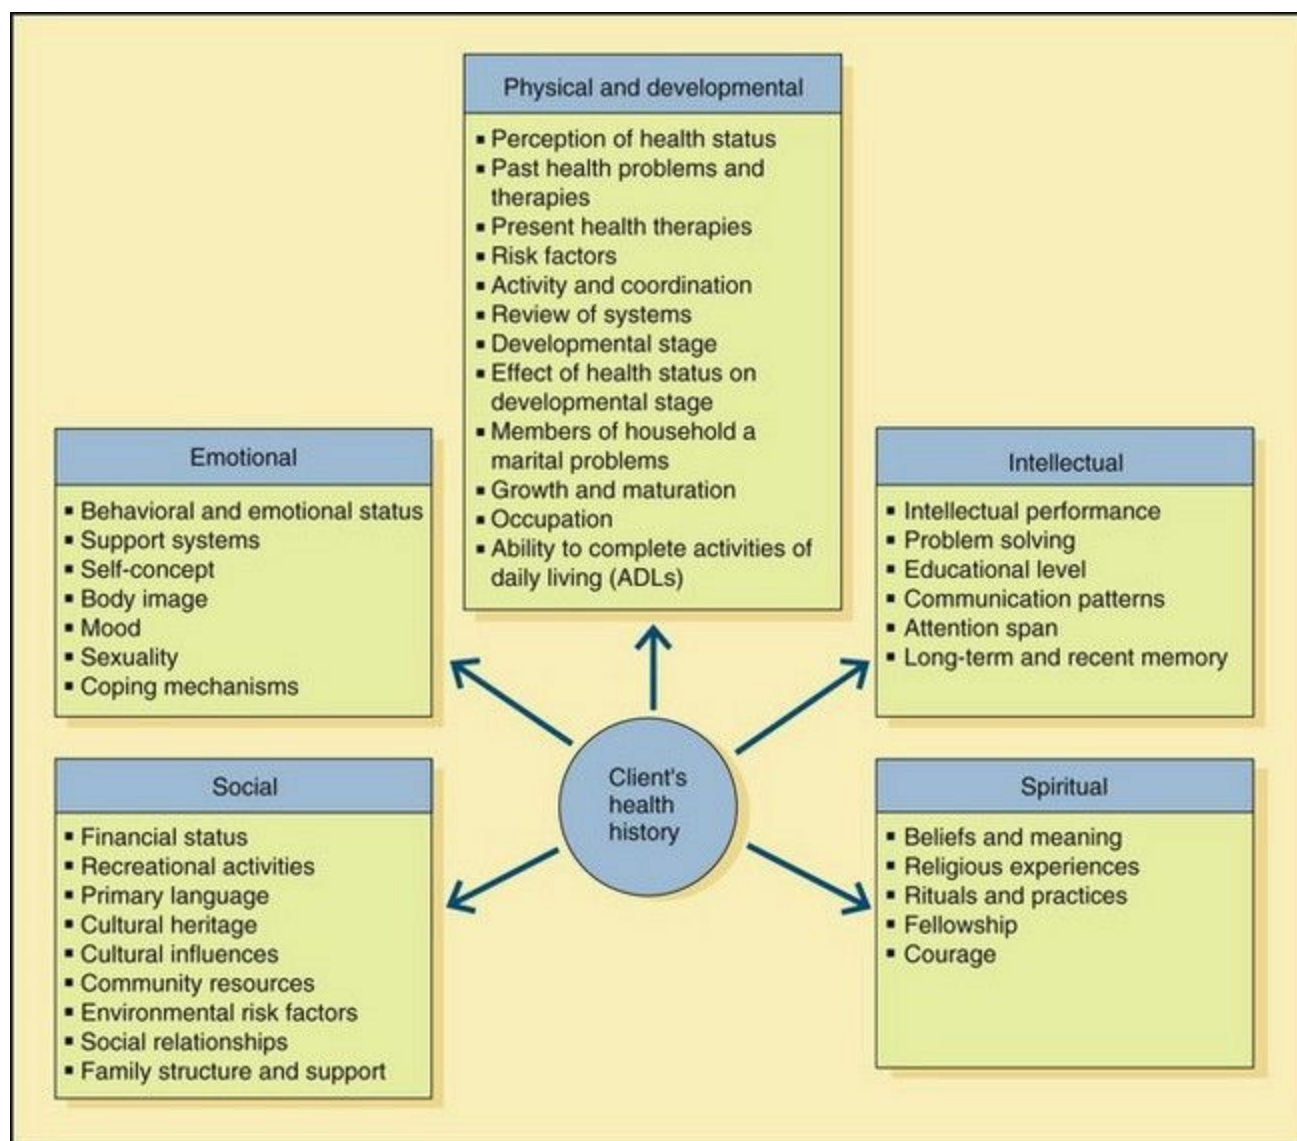 Physical and developmental
▪ Perception of health status
▪ Past health problems and
therapies
▪ Present health therapies
▪ Risk factors
▪ Activity and coordination
▪ Review of systems
▪ Developmental stage
▪ Effect of health status on
developmental stage
▪ Members of household a
marital problems
▪ Growth and maturation
▪ Occupation
▪ Ability to complete activities of
daily living (ADLs)
Emotional
▪ Behavioral and emotional status
▪ Support systems
▪ Self-concept
▪ Body image
▪ Mood
▪ Sexuality
▪ Coping mechanisms
Intellectual
▪ Intellectual performance
▪ Problem solving
▪ Educational level
▪ Communication patterns
▪ Attention span
▪ Long-term and recent memory
Client's
health
history
Social
▪ Financial status
▪ Recreational activities
▪ Primary language
▪ Cultural heritage
▪ Cultural influences
▪ Community resources
▪ Environmental risk factors
▪ Social relationships
▪ Family structure and support
Spiritual
▪ Beliefs and meaning
▪ Religious experiences
▪ Rituals and practices
▪ Fellowship
▪ Courage